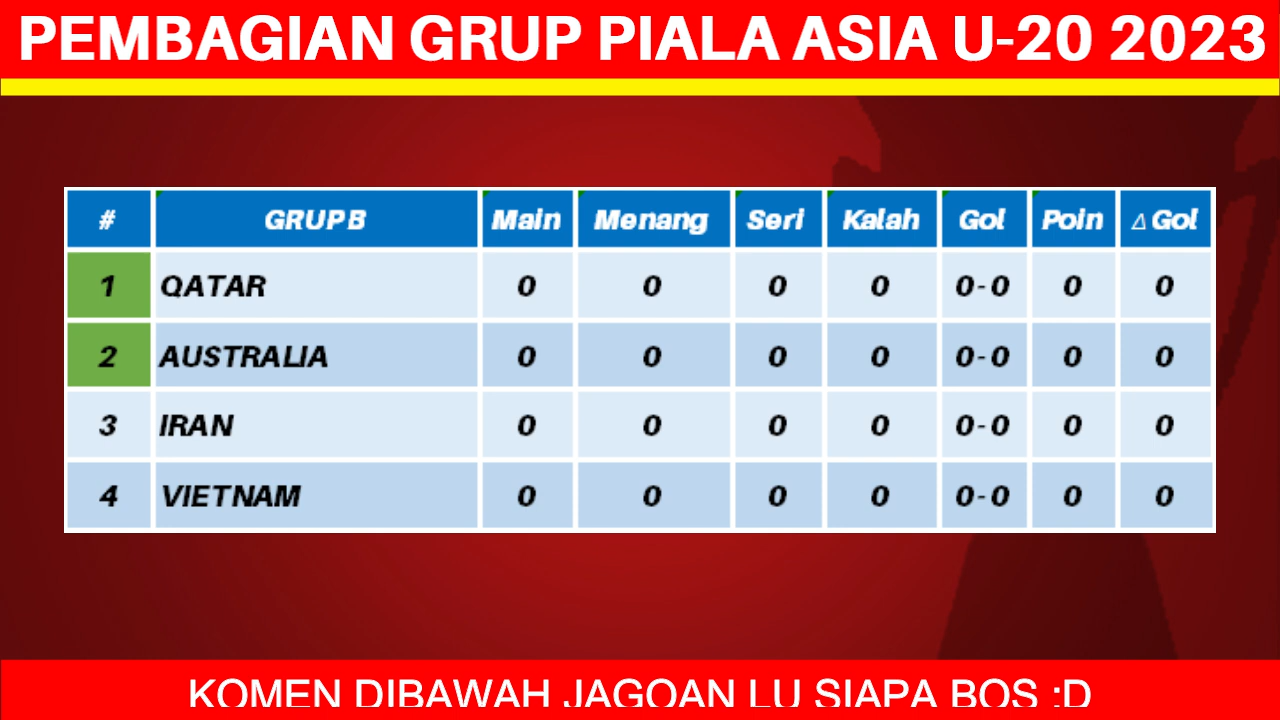 PEMBAGIAN GRUP PIALA ASIA U-20 2023
# GRUP B Main Menang Seri Kalah Gol Poin △ Gol
1 QATAR 0 0 0 0 0-0 0 0
2 AUSTRALIA 0 0 0 0 0-0 0 0
3 IRAN 0 0 0 0 0-0 0 0
4 VIETNAM 0 0 0 0 0-0 0 0
KOMEN DIBAWAH JAGOAN LU SIAPA BOS :D